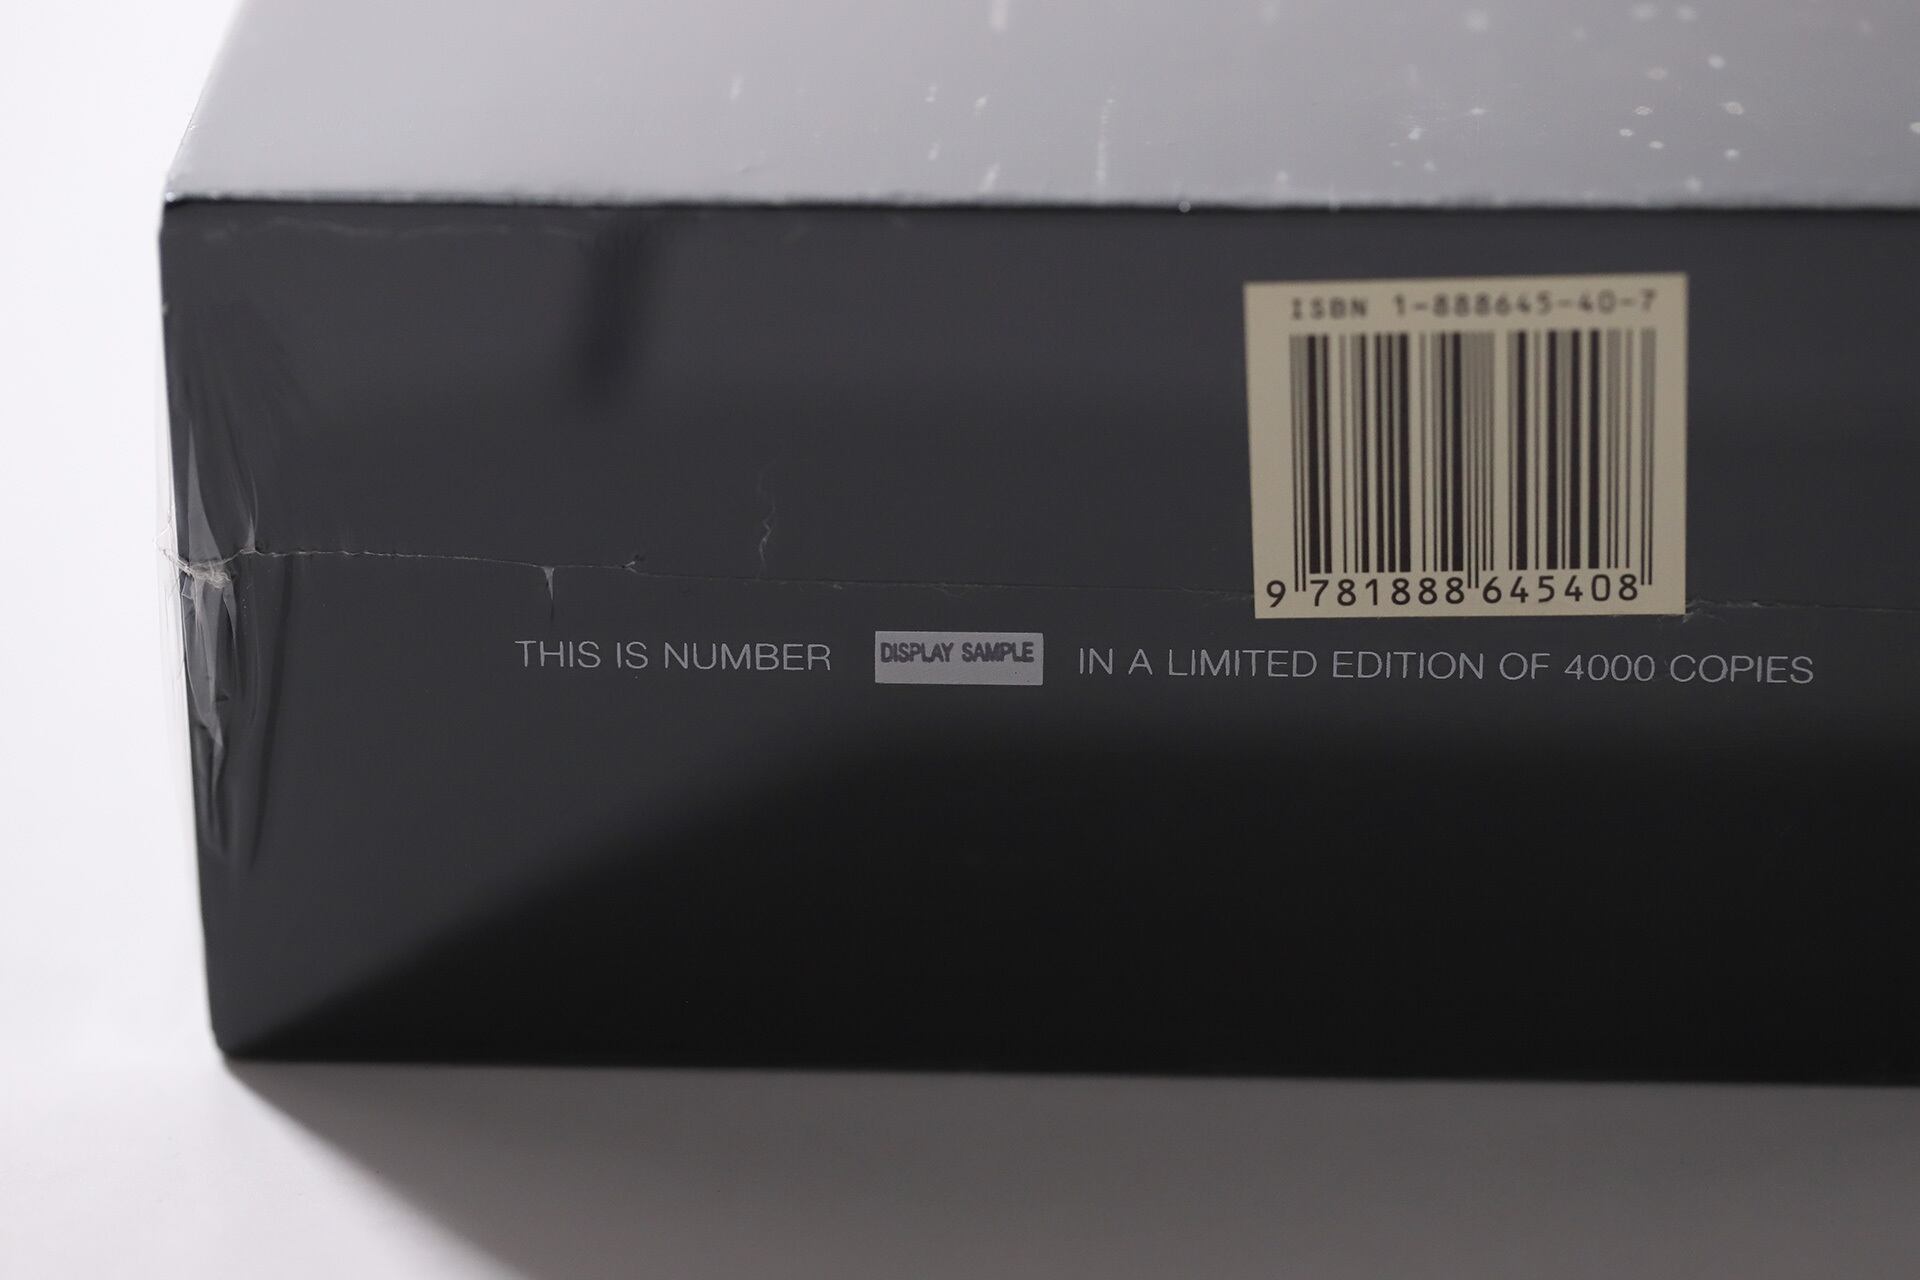 ISBN 1-888645-40-7
9 781888 645408
THIS IS NUMBER DISPLAY SAMPLE IN A LIMITED EDITION OF 4000 COPIES